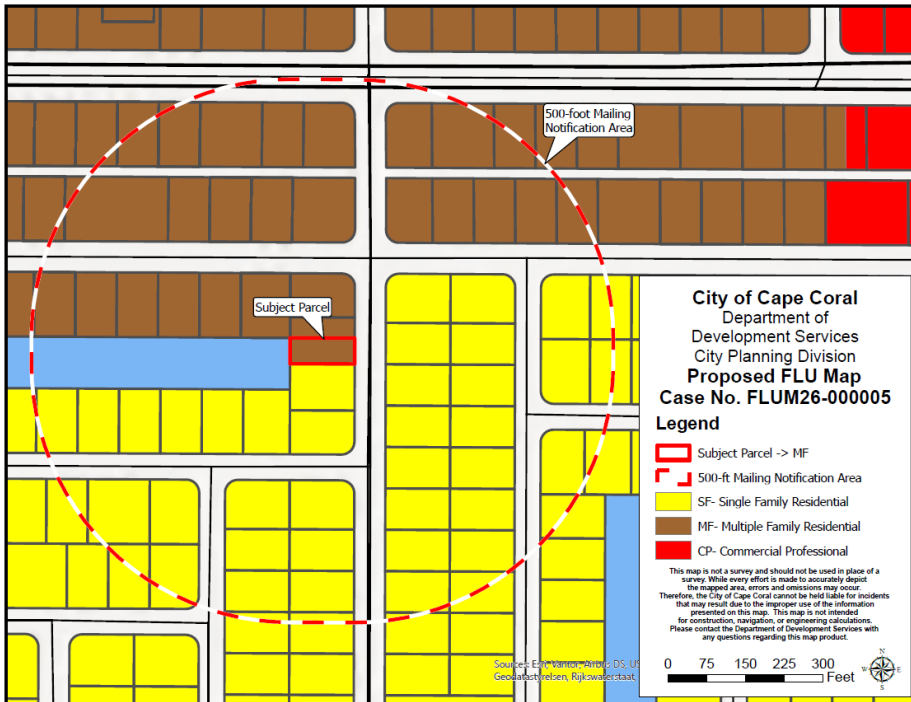 500-foot Mailing
Notification Area
Subject Parcel
City of Cape Coral
Department of
Development Services
City Planning Division
Proposed FLU Map
Case No. FLUM26-000005
Legend
Subject Parcel -> MF
500-ft Mailing Notification Area
SF- Single Family Residential
MF- Multiple Family Residential
CP- Commercial Professional
This map is not a survey and should not be used in place of a
survey. While every effort is made to accurately depict
the mapped area, errors and omissions may occur.
Therefore, the City of Cape Coral cannot be held liable for incidents
that may result due to the improper use of the information
presented on this map. This map is not intended
for construction, navigation, or engineering calculations.
Please contact the Department of Development Services with
any questions regarding this map product.
0 75 150 225 300
Feet
N
W E
S
Sources: Esri, Vantor, Airbus DS, US
Geodatastyrelsen, Rijkswaterstaat,